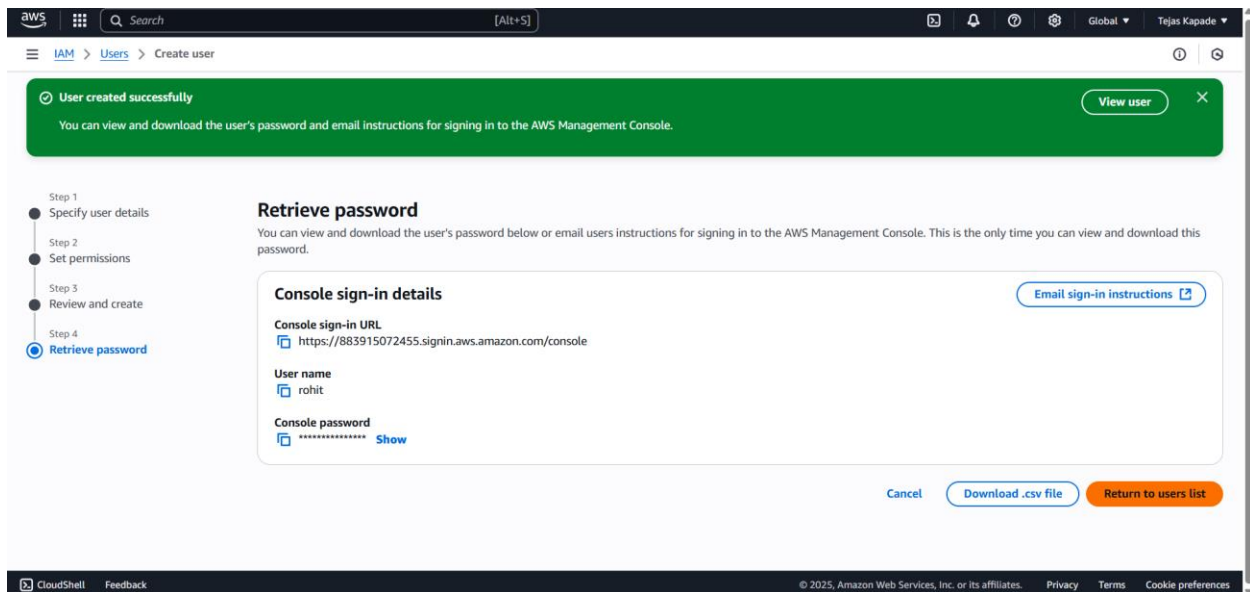 aws
Search [Alt+S] Global Tejas Kapade
IAM > Users > Create user
User created successfully
View user
You can view and download the user's password and email instructions for signing in to the AWS Management Console.
Step 1
Specify user details
Step 2
Set permissions
Step 3
Review and create
Step 4
Retrieve password
Retrieve password
You can view and download the user's password below or email users instructions for signing in to the AWS Management Console. This is the only time you can view and download this
password.
Console sign-in details
Email sign-in instructions
Console sign-in URL
https://883915072455.signin.aws.amazon.com/console
User name
rohit
Console password
*************** Show
Cancel Download .csv file Return to users list
CloudShell Feedback © 2025, Amazon Web Services, Inc. or its affiliates. Privacy Terms Cookie preferences